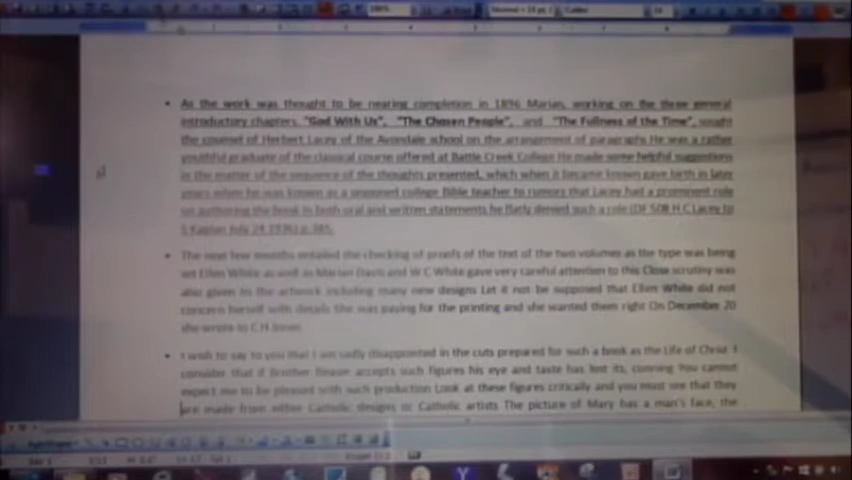 As the work was thought to be nearing completion in 1896 Marian, working on the three general
introductory chapters, "God With Us", "The Chosen People", and "The Fullness of the Time", sought
the counsel of Herbert Lacey of the Avondale school on the arrangement of paragraphs He was a rather
youthful graduate of the classical course offered at Battle Creek College He made some helpful suggestions
in the matter of the sequence of the thoughts presented, which when it became known gave birth in later
years when he was known as a seasoned college Bible teacher to rumors that Lacey had a prominent role
on authoring the book In both oral and written statements he flatly denied such a role (DF 508 H.C Lacey to
S Kaplan July 24 1936) p.385.
The next few months entailed the checking of proofs of the text of the two volumes as the type was being
set Ellen White as well as Marian Davis and W C White gave very careful attention to this Close scrutiny was
also given to the artwork including many new designs Let it not be supposed that Ellen White did not
concern herself with details She was paying for the printing and she wanted them right On December 20
she wrote to C H Jones
I wish to say to you that I am sadly disappointed in the cuts prepared for such a book as the Life of Christ I
consider that if Brother Reaser accepts such figures his eye and taste has lost its, cunning You cannot
expect me to be pleased with such production Look at these figures critically and you must see that they
are made from either Catholic designs or Catholic artists The picture of Mary has a man's face, the